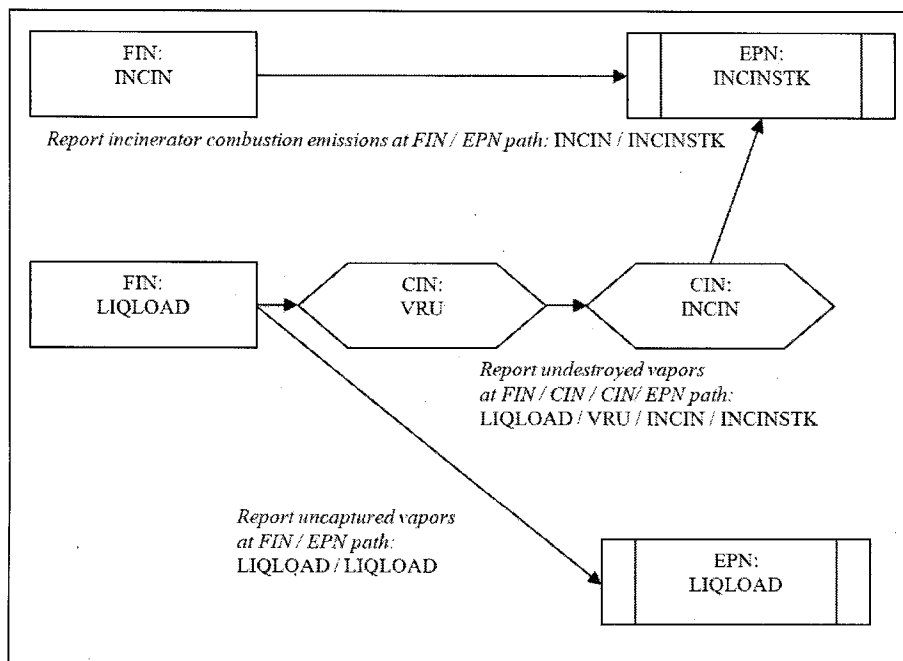 FIN:
INCIN
EPN:
INCINSTK
Report incinerator combustion emissions at FIN / EPN path: INCIN / INCINSTK
FIN:
LIQLOAD
CIN:
VRU
CIN:
INCIN
Report undestroyed vapors
at FIN / CIN / CIN/ EPN path:
LIQLOAD / VRU / INCIN / INCINSTK
Report uncaptured vapors
at FIN / EPN path:
LIQLOAD / LIQLOAD
EPN:
LIQLOAD